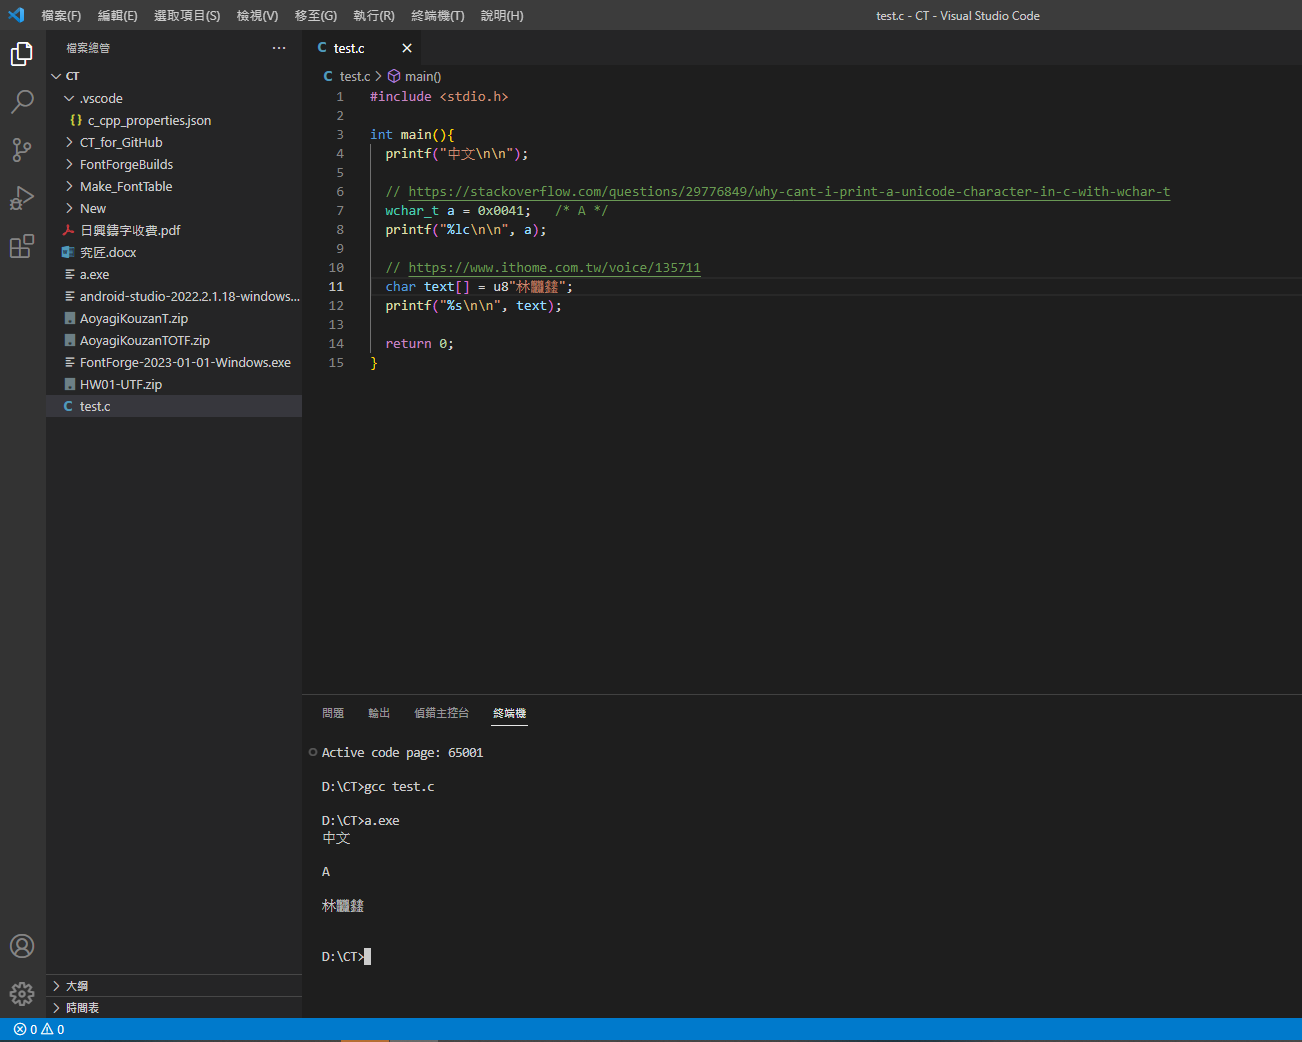 檔案(F) 編輯(E) 選取項目(S) 檢視(V) 移至(G) 執行(R) 終端機(T) 說明(H)
test.c - CT - Visual Studio Code
檔案總管
CT
.vscode
c_cpp_properties.json
CT_for_GitHub
FontForgeBuilds
Make_FontTable
New
日興鑄字收費.pdf
究匠.docx
a.exe
android-studio-2022.2.1.18-windows...
AoyagiKouzanT.zip
AoyagiKouzanTOTF.zip
FontForge-2023-01-01-Windows.exe
HW01-UTF.zip
test.c
大綱
時間表
test.c
test.c > main()
1 #include <stdio.h>
2
3 int main(){
4 printf("中文\n\n");
5
6 // https://stackoverflow.com/questions/29776849/why-cant-i-print-a-unicode-character-in-c-with-wchar-t
7 wchar_t a = 0x0041; /* A */
8 printf("%lc\n\n", a);
9
10 // https://www.ithome.com.tw/voice/135711
11 char text[] = u8"林";
12 printf("%s\n\n", text);
13
14 return 0;
15 }
問題 輸出 偵錯主控台 終端機
Active code page: 65001
D:\CT>gcc test.c
D:\CT>a.exe
中文
A
林
D:\CT>
0 0